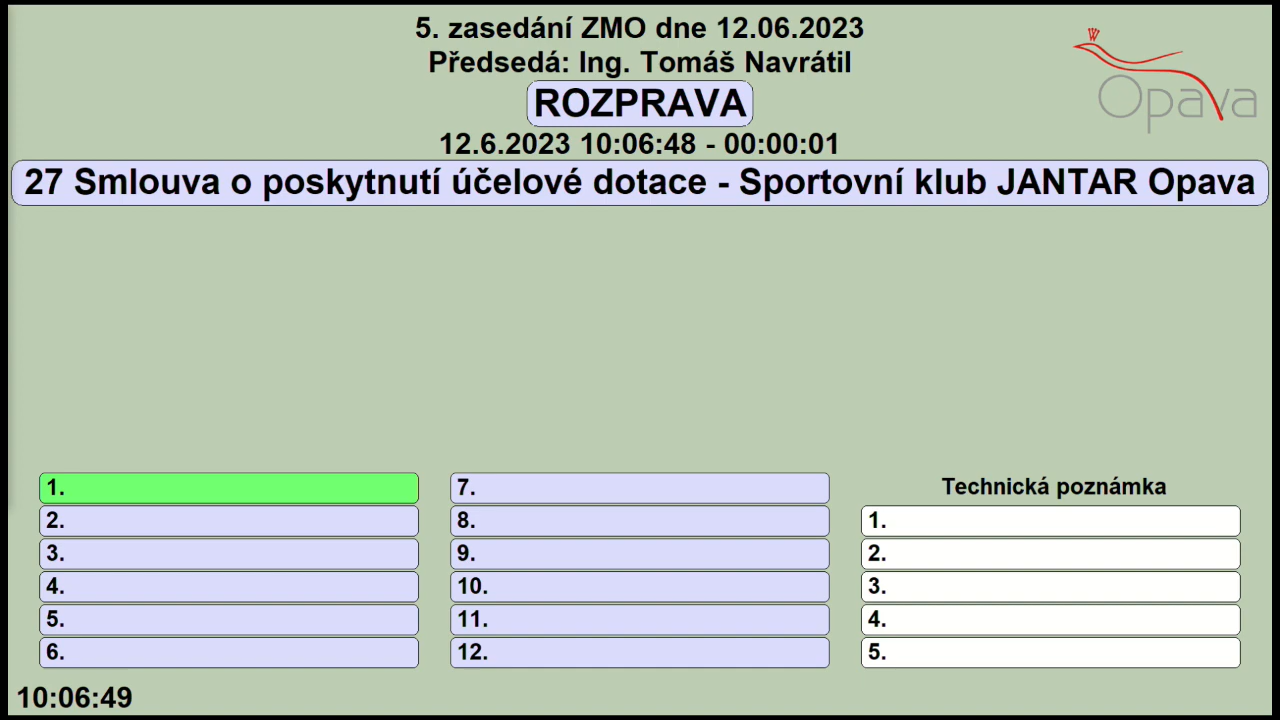 5. zasedání ZMO dne 12.06.2023
Předsedá: Ing. Tomáš Navrátil
Opava
ROZPRAVA
12.6.2023 10:06:48 - 00:00:01
27 Smlouva o poskytnutí účelové dotace - Sportovní klub JANTAR Opava
1.
2.
3.
4.
5.
6.
7.
8.
9.
10.
11.
12.
Technická poznámka
1.
2.
3.
4.
5.
10:06:49